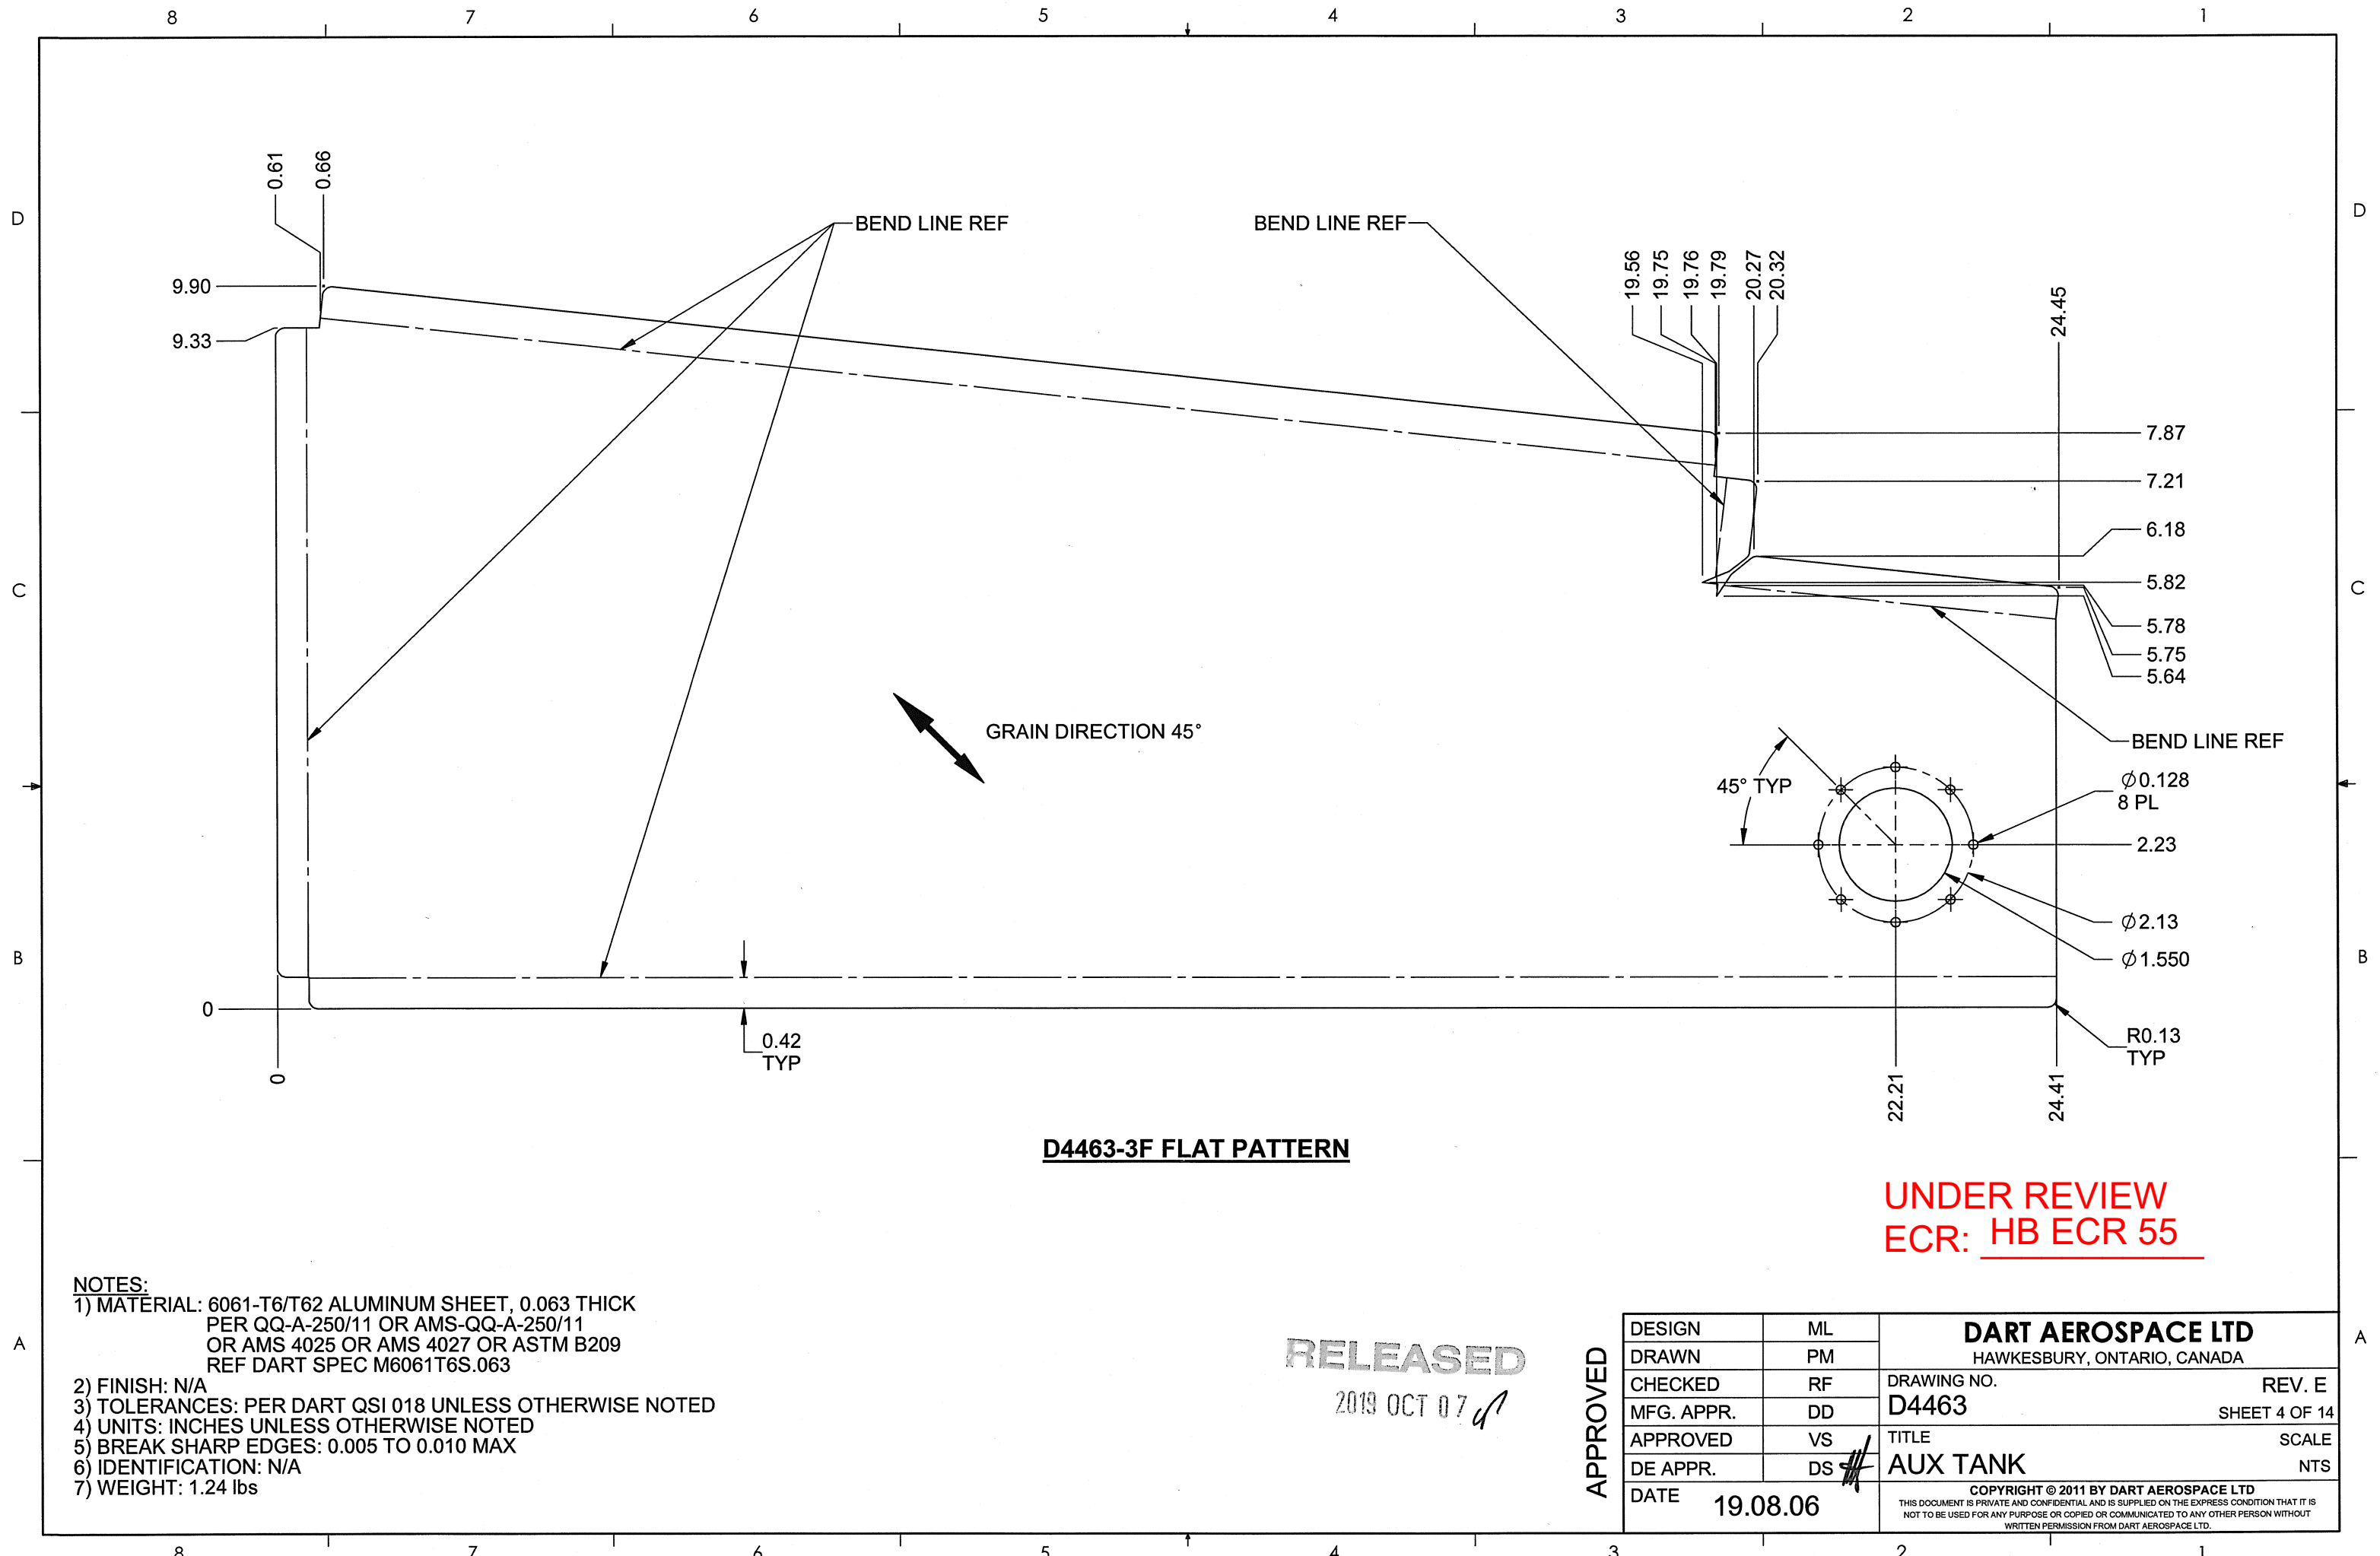 8 7 6 5 4 3 2 1
D
D
C
C
B
B
A
A
0.61
0.66
9.90
9.33
BEND LINE REF
BEND LINE REF
19.56
19.75
19.76
19.79
20.27
20.32
24.45
7.87
7.21
6.18
5.82
5.78
5.75
5.64
BEND LINE REF
GRAIN DIRECTION 45°
45° TYP
Ø0.128
8 PL
2.23
Ø2.13
Ø1.550
R0.13
TYP
0
0
0.42
TYP
22.21
24.41
D4463-3F FLAT PATTERN
UNDER REVIEW
ECR: HB ECR 55
NOTES:
1) MATERIAL: 6061-T6/T62 ALUMINUM SHEET, 0.063 THICK
PER QQ-A-250/11 OR AMS-QQ-A-250/11
OR AMS 4025 OR AMS 4027 OR ASTM B209
REF DART SPEC M6061T6S.063
2) FINISH: N/A
3) TOLERANCES: PER DART QSI 018 UNLESS OTHERWISE NOTED
4) UNITS: INCHES UNLESS OTHERWISE NOTED
5) BREAK SHARP EDGES: 0.005 TO 0.010 MAX
6) IDENTIFICATION: N/A
7) WEIGHT: 1.24 lbs
RELEASED
2019 OCT 07
APPROVED
DESIGN ML
DRAWN PM
CHECKED RF
MFG. APPR. DD
APPROVED VS
DE APPR. DS
DATE 19.08.06
DART AEROSPACE LTD
HAWKESBURY, ONTARIO, CANADA
DRAWING NO. REV. E
D4463 SHEET 4 OF 14
TITLE SCALE
AUX TANK NTS
COPYRIGHT © 2011 BY DART AEROSPACE LTD
THIS DOCUMENT IS PRIVATE AND CONFIDENTIAL AND IS SUPPLIED ON THE EXPRESS CONDITION THAT IT IS
NOT TO BE USED FOR ANY PURPOSE OR COPIED OR COMMUNICATED TO ANY OTHER PERSON WITHOUT
WRITTEN PERMISSION FROM DART AEROSPACE LTD.
8 7 6 5 4 3 2 1